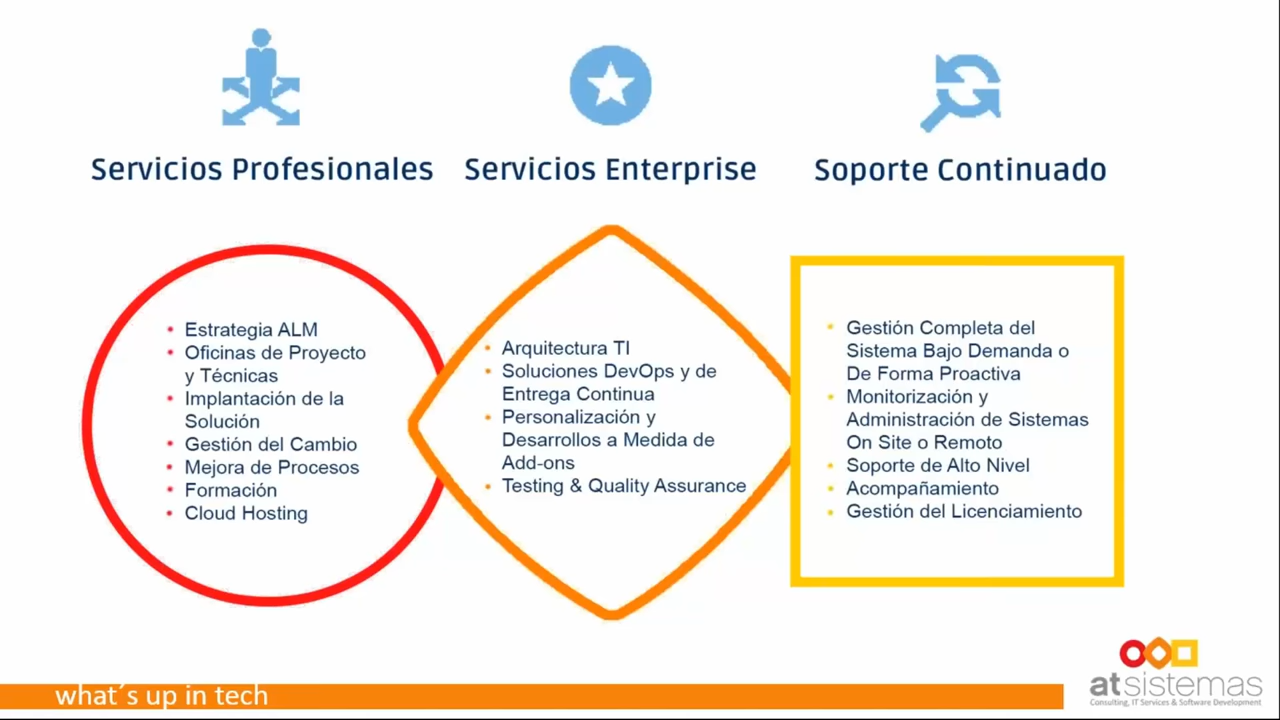 Servicios Profesionales
Servicios Enterprise
Soporte Continuado
• Estrategia ALM
• Oficinas de Proyecto
y Técnicas
• Implantación de la
Solución
• Gestión del Cambio
• Mejora de Procesos
• Formación
• Cloud Hosting
• Arquitectura TI
• Soluciones DevOps y de
Entrega Continua
• Personalización y
Desarrollos a Medida de
Add-ons
• Testing & Quality Assurance
• Gestión Completa del
Sistema Bajo Demanda o
De Forma Proactiva
• Monitorización y
Administración de Sistemas
On Site o Remoto
• Soporte de Alto Nivel
• Acompañamiento
• Gestión del Licenciamiento
what´s up in tech
atsistemas
Consulting, IT Services & Software Development